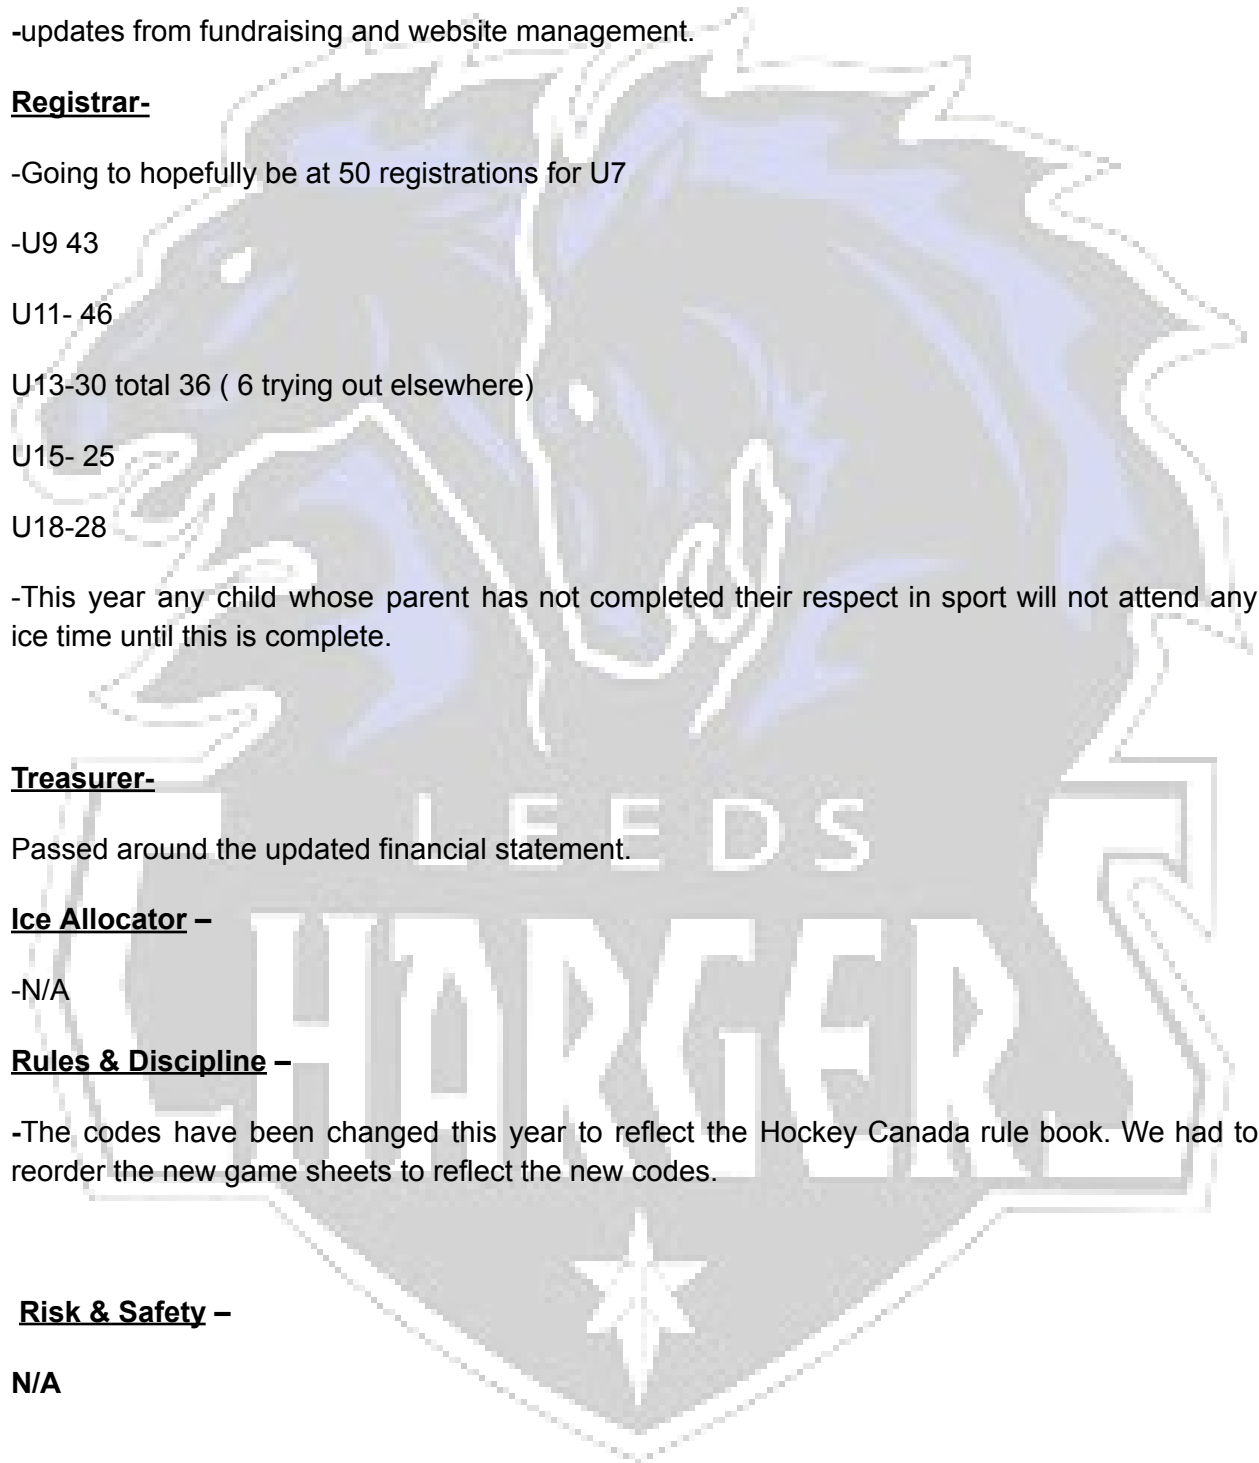 -updates from fundraising and website management.
Registrar-
-Going to hopefully be at 50 registrations for U7
-U9 43
U11- 46
U13-30 total 36 ( 6 trying out elsewhere)
U15- 25
U18-28
-This year any child whose parent has not completed their respect in sport will not attend any
ice time until this is complete.
Treasurer-
LEEDS
Passed around the updated financial statement.
Ice Allocator –
CHARGERS
-N/A
Rules & Discipline –
-The codes have been changed this year to reflect the Hockey Canada rule book. We had to
reorder the new game sheets to reflect the new codes.
Risk & Safety –
N/A